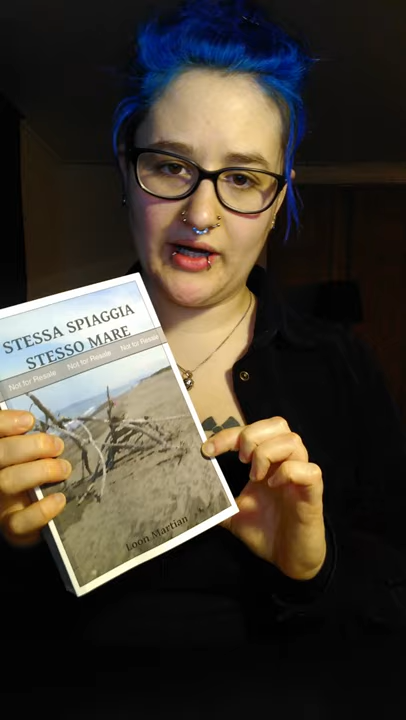 STESSA SPIAGGIA
STESSO MARE
Not for Resale Not for Resale Not for Resale
Loon Martian